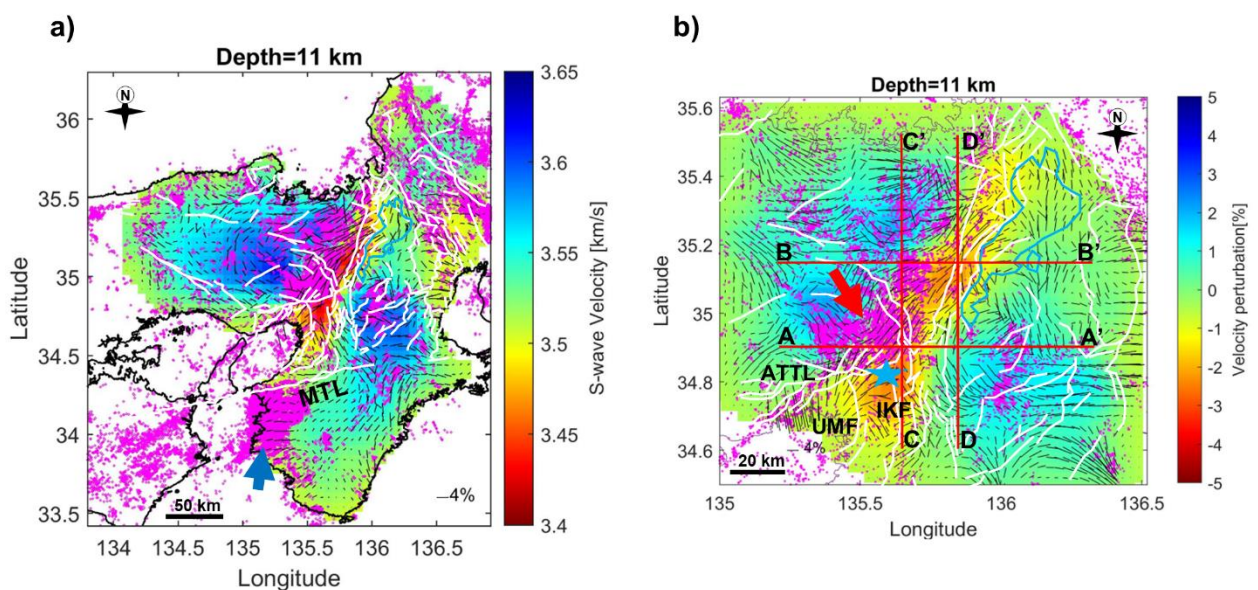 a)
Depth=11 km
N
36
35.5
35
34.5
34
33.5
Latitude
MTL
50 km
—4%
134
134.5
135
135.5
136
136.5
Longitude
3.65
3.6
3.55
3.5
3.45
3.4
S-wave Velocity [km/s]
b)
Depth=11 km
N
35.6
35.4
35.2
35
34.8
34.6
Latitude
C'
D'
B
B'
A
A'
ATTL
UMF
IKF
C
D
—4%
20 km
135
135.5
136
136.5
Longitude
5
4
3
2
1
0
-1
-2
-3
-4
-5
Velocity perturbation[%]